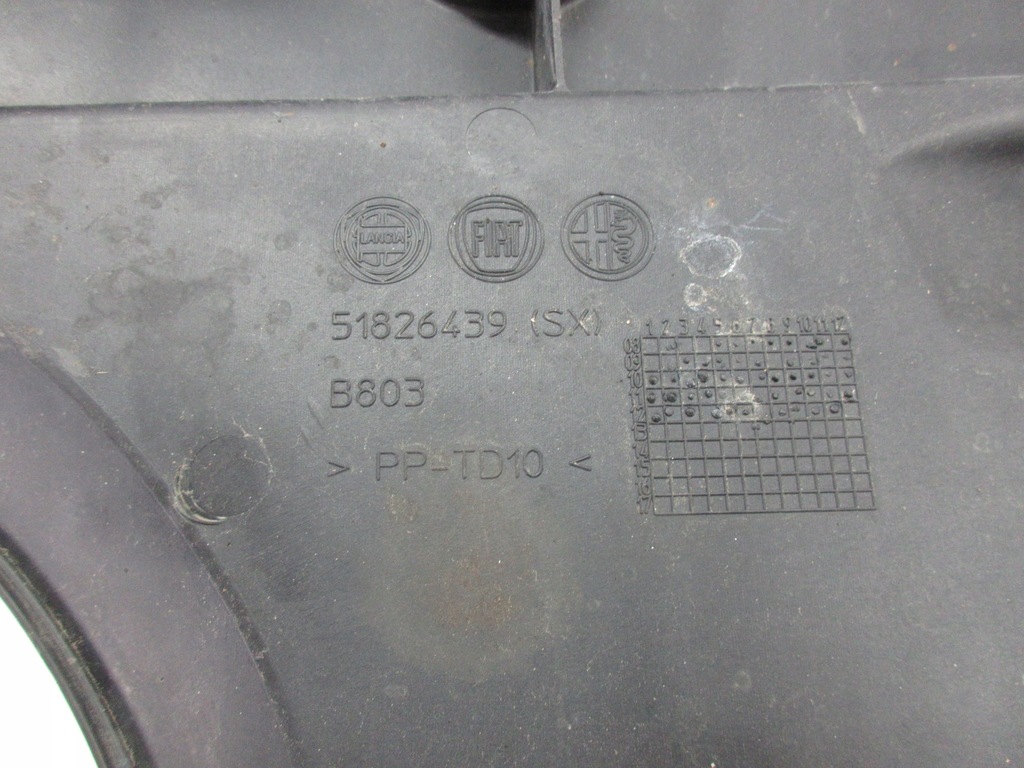 LANCIA FIAT
51826439 (SX)
B803
> PP-TD10 <
1 2 3 4 5 6 7 8 9 10 11 12
08